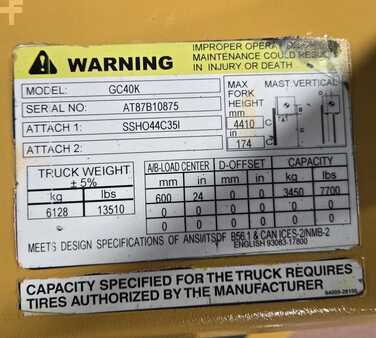 WARNING
IMPROPER OPERA
MAINTENANCE COULD RESU
IN INJURY OR DEATH
MODEL: GC40K
SERIAL NO: AT87B10875
ATTACH 1: SSHO44C35I
ATTACH 2:
MAX FORK HEIGHT MAST:VERTICAL
mm
4410 C
in
174 C
TRUCK WEIGHT
± 5%
kg lbs
6128 13510
A/B-LOAD CENTER D-OFFSET CAPACITY
mm in mm in kg lbs
600 24 0 0 3450 7700
0 0 0 0 0 0
0 0 0 0 0 0
MEETS DESIGN SPECIFICATIONS OF ANSI/ITSDF B56.1 & CAN ICES-2/NMB-2
ENGLISH 93083-17800
CAPACITY SPECIFIED FOR THE TRUCK REQUIRES
TIRES AUTHORIZED BY THE MANUFACTURER